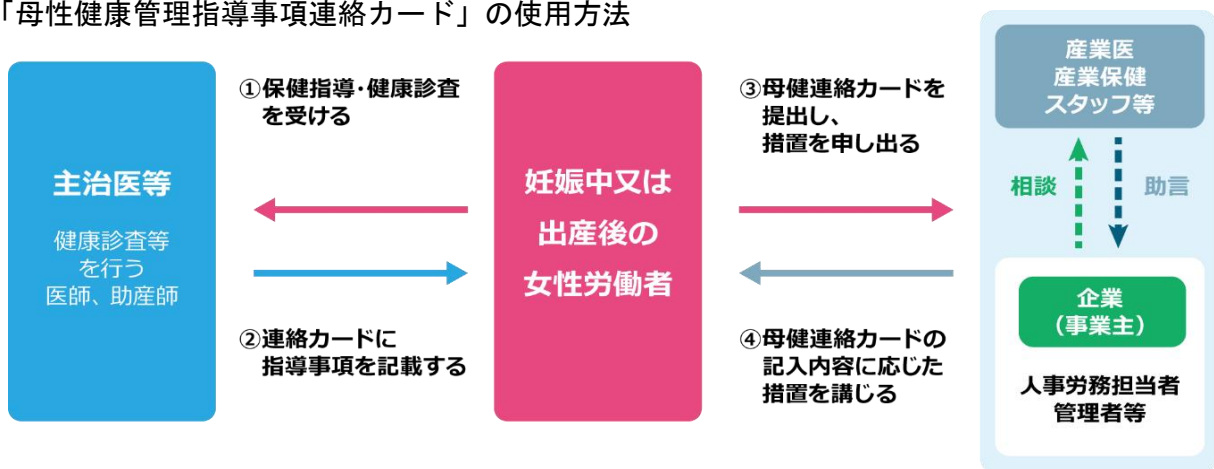 「母性健康管理指導事項連絡カード」の使用方法
主治医等
健康診査等
を行う
医師、助産師
①保健指導・健康診査
を受ける
②連絡カードに
指導事項を記載する
妊娠中又は
出産後の
女性労働者
③母健連絡カードを
提出し、
措置を申し出る
④母健連絡カードの
記入内容に応じた
措置を講じる
産業医
産業保健
スタッフ等
相談
助言
企業
（事業主）
人事労務担当者
管理者等